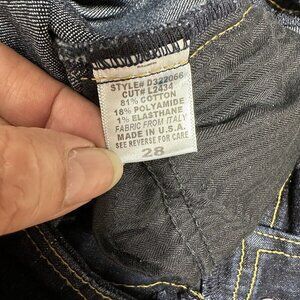 STYLE# D322066
CUT# L2434
81% COTTON
18% POLYAMIDE
1% ELASTHANE
FABRIC FROM ITALY
MADE IN U.S.A.
SEE REVERSE FOR CARE
28